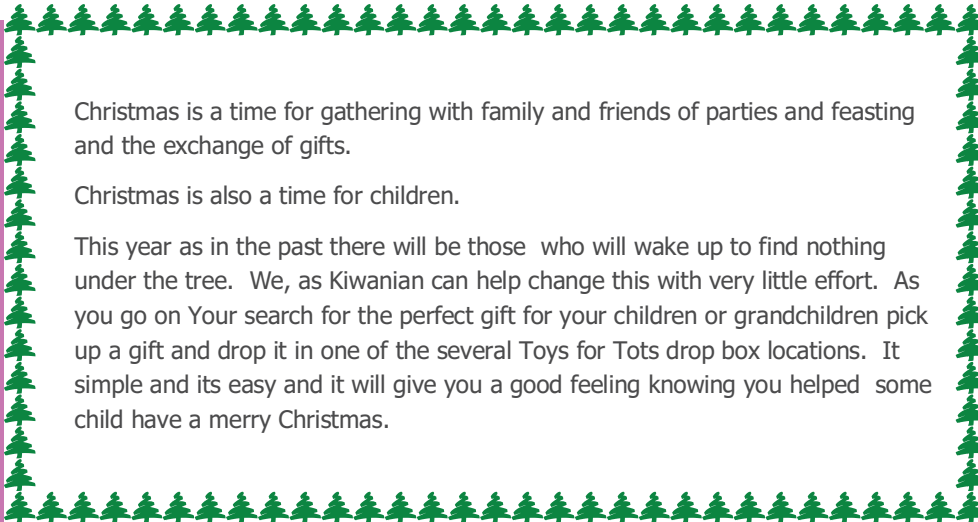 Christmas is a time for gathering with family and friends of parties and feasting
and the exchange of gifts.
Christmas is also a time for children.
This year as in the past there will be those  who will wake up to find nothing
under the tree.  We, as Kiwanian can help change this with very little effort.  As
you go on Your search for the perfect gift for your children or grandchildren pick
up a gift and drop it in one of the several Toys for Tots drop box locations.  It
simple and its easy and it will give you a good feeling knowing you helped  some
child have a merry Christmas.